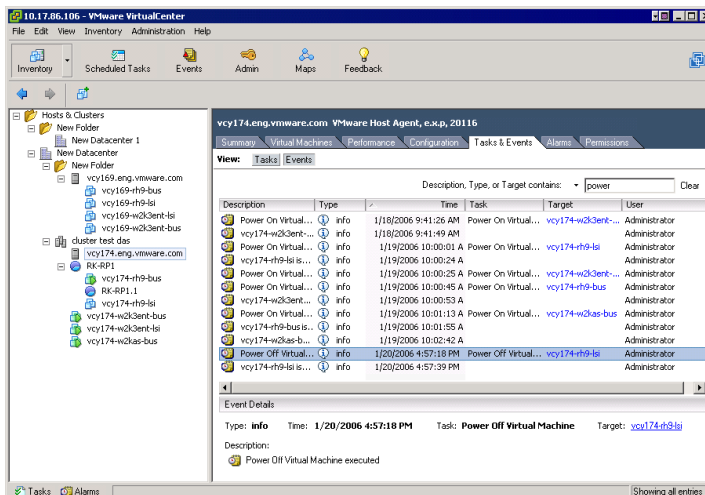 10.17.86.106 - VMware VirtualCenter
File Edit View Inventory Administration Help
Inventory Scheduled Tasks Events Admin Maps Feedback
Hosts & Clusters
New Folder
New Datacenter 1
New Datacenter
New Folder
vcy169.eng.vmware.com
vcy169-rh9-bus
vcy169-rh9-lsi
vcy169-w2k3ent-lsi
vcy169-w2k3ent-bus
cluster test das
vcy174.eng.vmware.com
RK-RP1
vcy174-rh9-bus
RK-RP1.1
vcy174-rh9-lsi
vcy174-w2k3ent-bus
vcy174-w2k3ent-lsi
vcy174-w2kas-bus
vcy174.eng.vmware.com VMware Host Agent, e.x.p, 20116
Summary Virtual Machines Performance Configuration Tasks & Events Alarms Permissions
View: Tasks Events
Description, Type, or Target contains: power Clear
Description Type Time Task Target User
Power On Virtual... info 1/18/2006 9:41:26 AM Power On Virtual... vcy174-w2k3ent-... Administrator
vcy174-w2k3ent-... info 1/18/2006 9:41:49 AM Administrator
Power On Virtual... info 1/19/2006 10:00:01 A Power On Virtual... vcy174-rh9-lsi Administrator
vcy174-rh9-lsi is... info 1/19/2006 10:00:24 A Administrator
Power On Virtual... info 1/19/2006 10:00:25 A Power On Virtual... vcy174-w2k3ent-... Administrator
Power On Virtual... info 1/19/2006 10:00:45 A Power On Virtual... vcy174-rh9-bus Administrator
vcy174-w2k3ent... info 1/19/2006 10:00:53 A Administrator
Power On Virtual... info 1/19/2006 10:01:13 A Power On Virtual... vcy174-w2kas-bus Administrator
vcy174-rh9-bus is... info 1/19/2006 10:01:55 A Administrator
vcy174-w2kas-b... info 1/19/2006 10:02:42 A Administrator
Power Off Virtual... info 1/20/2006 4:57:18 PM Power Off Virtual... vcy174-rh9-lsi Administrator
vcy174-rh9-lsi is... info 1/20/2006 4:57:39 PM Administrator
Event Details
Type: info Time: 1/20/2006 4:57:18 PM Task: Power Off Virtual Machine Target: vcy174-rh9-lsi
Description:
Power Off Virtual Machine executed
Tasks Alarms Showing all entries